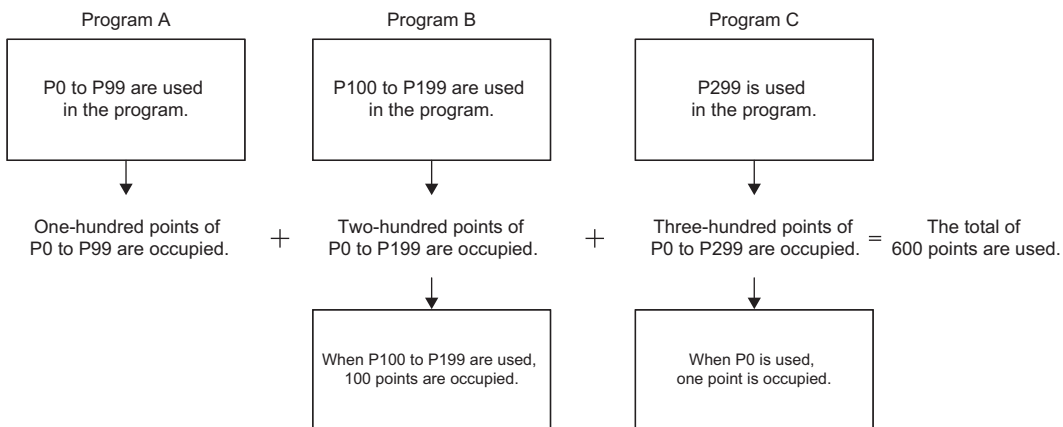 Program A
Program B
Program C
P0 to P99 are used
in the program.
P100 to P199 are used
in the program.
P299 is used
in the program.
One-hundred points of
P0 to P99 are occupied.
+
Two-hundred points of
P0 to P199 are occupied.
+
Three-hundred points of
P0 to P299 are occupied.
=
The total of
600 points are used.
When P100 to P199 are used,
100 points are occupied.
When P0 is used,
one point is occupied.